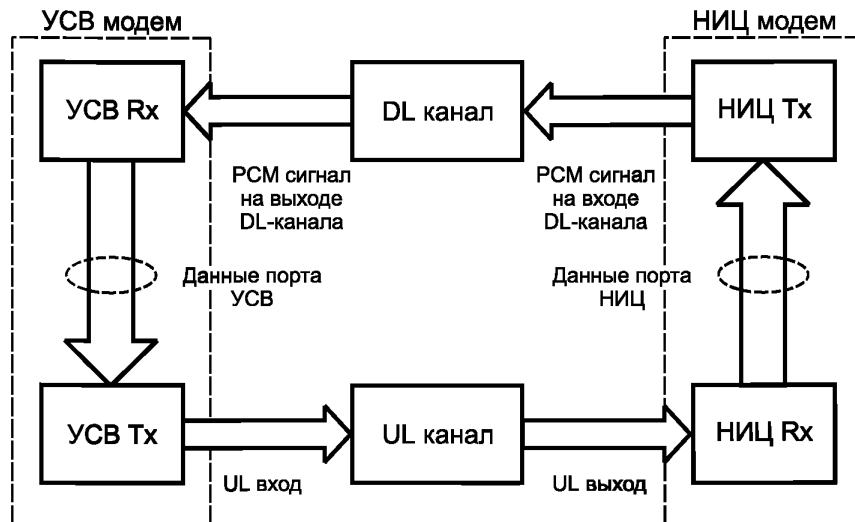 УСВ модем
НИЦ модем
УСВ Rx
DL канал
НИЦ Tx
PCM сигнал
на выходе
DL-канала
PCM сигнал
на входе
DL-канала
Данные порта
УСВ
Данные порта
НИЦ
УСВ Tx
UL канал
НИЦ Rx
UL вход
UL выход